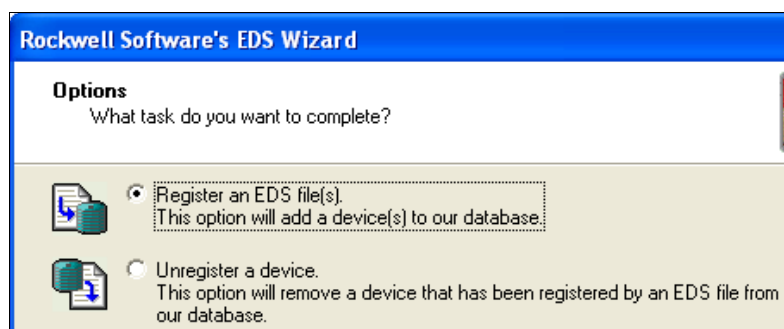 Rockwell Software's EDS Wizard
Options
What task do you want to complete?
Register an EDS file(s).
This option will add a device(s) to our database.
Unregister a device.
This option will remove a device that has been registered by an EDS file from
our database.